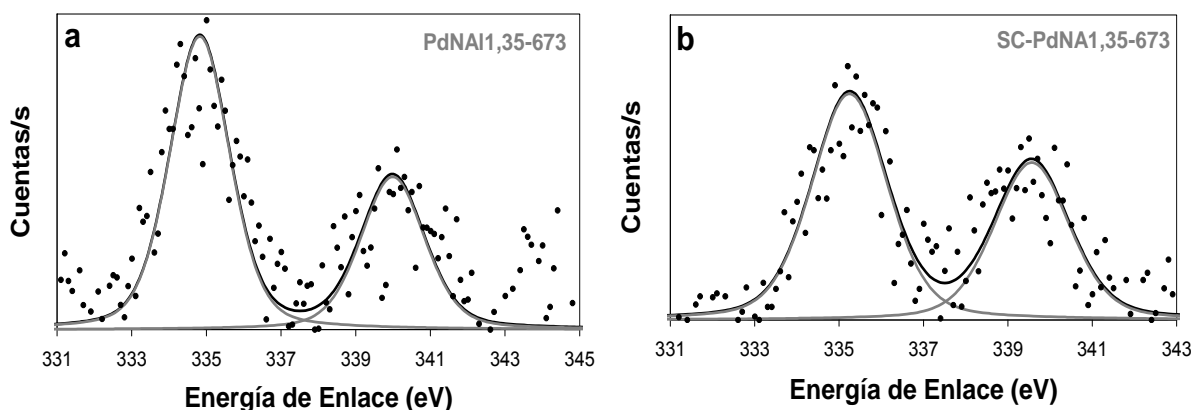 a
PdNAI1,35-673
Cuentas/s
331 333 335 337 339 341 343 345
Energía de Enlace (eV)
b
SC-PdNA1,35-673
Cuentas/s
331 333 335 337 339 341 343
Energía de Enlace (eV)